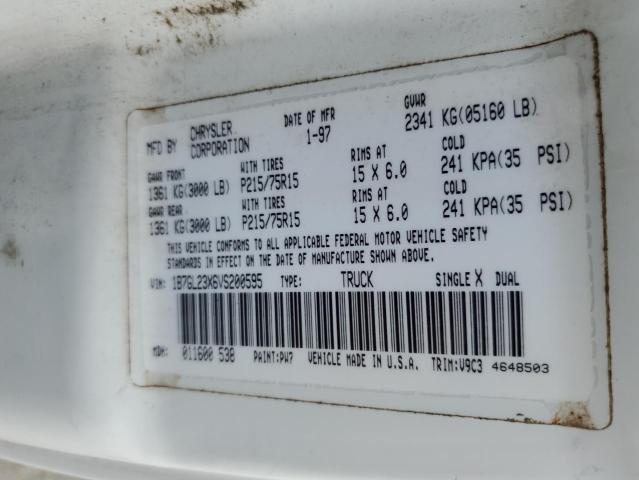 MFD BY CHRYSLER CORPORATION DATE OF MFR 1-97 GVWR 2341 KG(05160 LB)
GAWR FRONT WITH TIRES RIMS AT COLD
1361 KG(3000 LB) P215/75R15 15 X 6.0 241 KPA(35 PSI)
GAWR REAR WITH TIRES RIMS AT COLD
1361 KG(3000 LB) P215/75R15 15 X 6.0 241 KPA(35 PSI)
THIS VEHICLE CONFORMS TO ALL APPLICABLE FEDERAL MOTOR VEHICLE SAFETY
STANDARDS IN EFFECT ON THE DATE OF MANUFACTURE SHOWN ABOVE.
VIN: 1B7GL23X6VS200595 TYPE: TRUCK SINGLE X DUAL
MDH: 011600 538 PAINT:PW7 VEHICLE MADE IN U.S.A. TRIM:V9C3 4648503